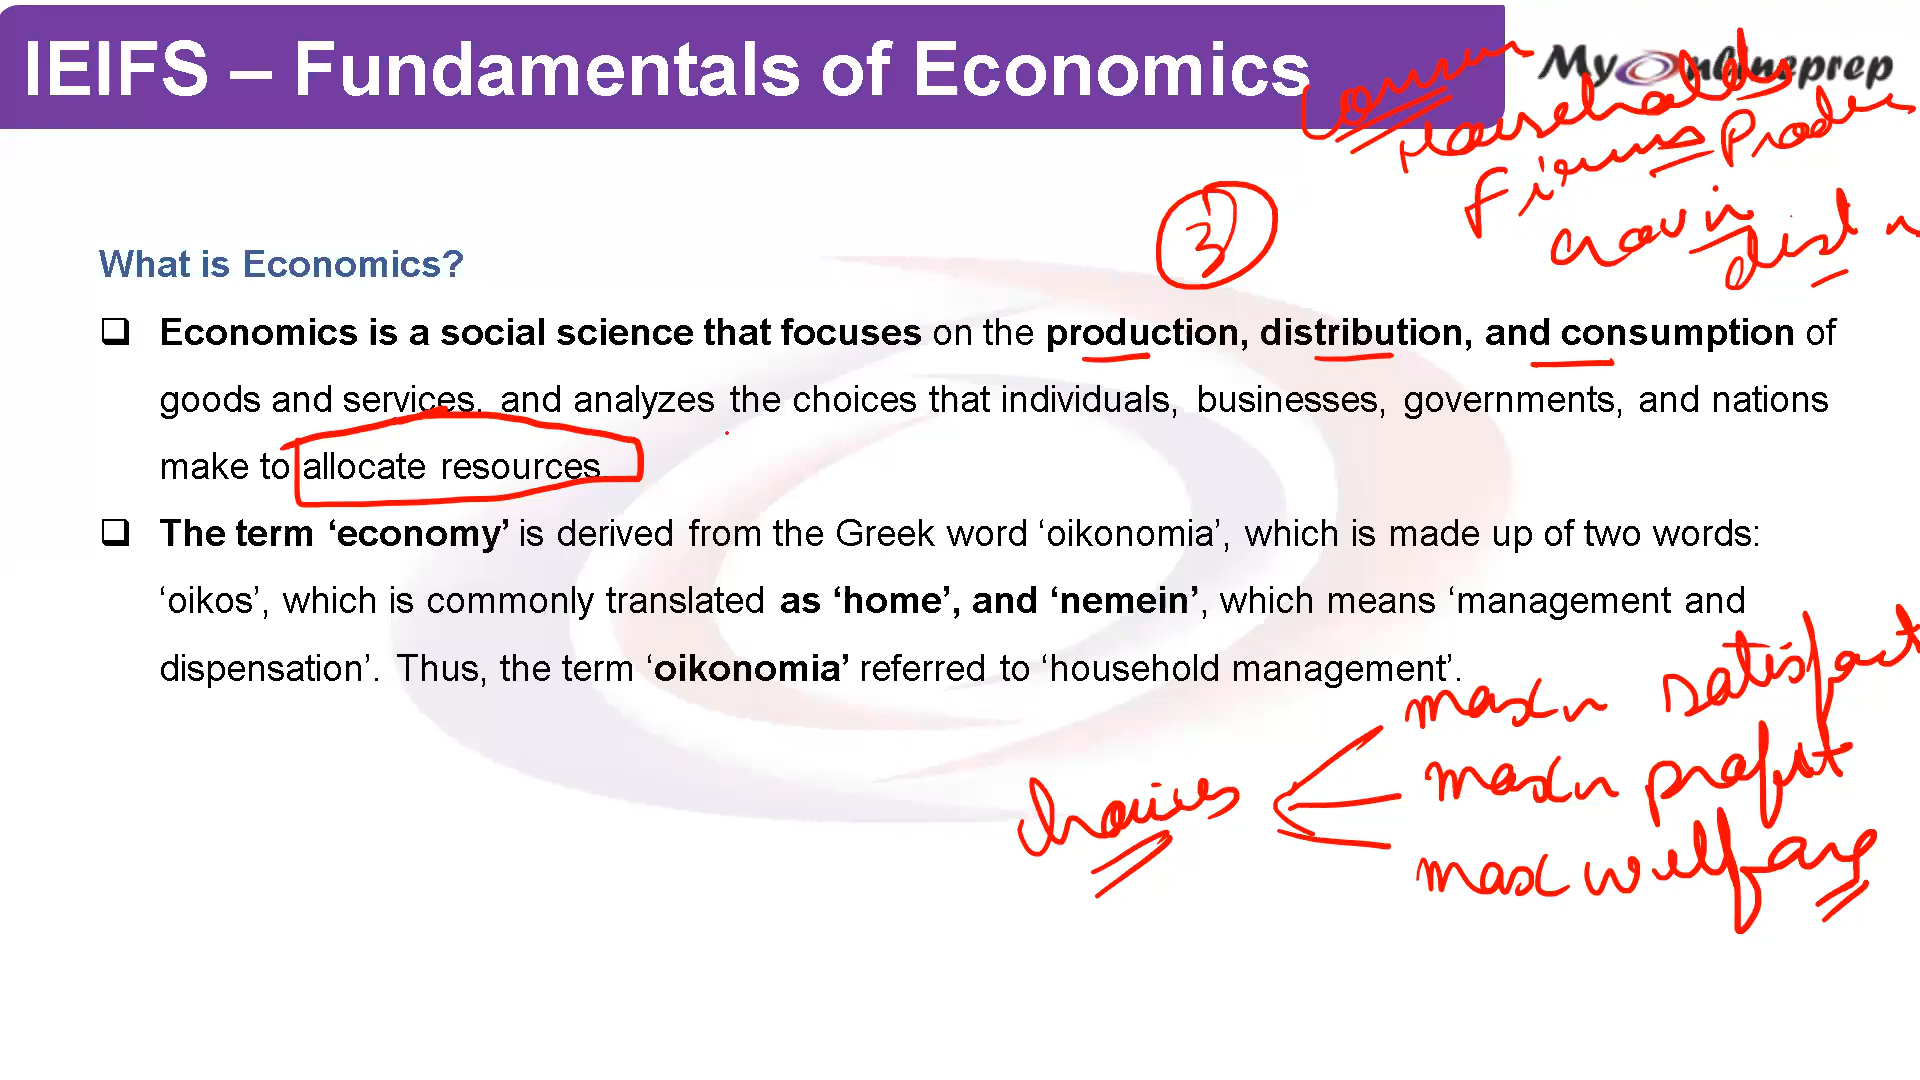 IEIFS – Fundamentals of Economics
MyOnlineprep
Consum
Households
Firms Produc
3
What is Economics?
Economics is a social science that focuses on the production, distribution, and consumption of
goods and services, and analyzes the choices that individuals, businesses, governments, and nations
make to allocate resources.
The term ‘economy’ is derived from the Greek word ‘oikonomia’, which is made up of two words:
‘oikos’, which is commonly translated as ‘home’, and ‘nemein’, which means ‘management and
dispensation’. Thus, the term ‘oikonomia’ referred to ‘household management’.
maxn satisfact
choices maxn profit
max welfare